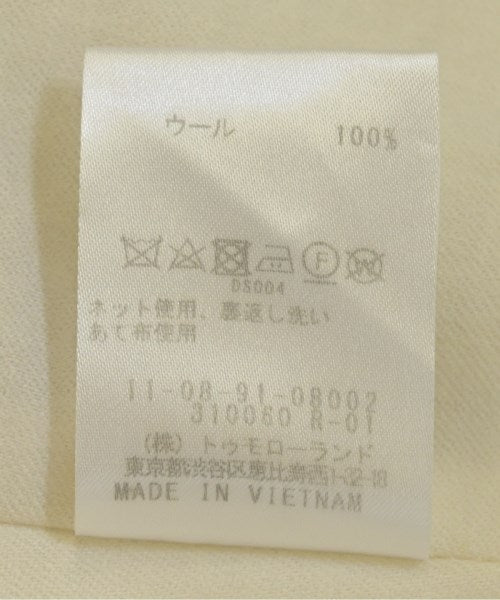 ウール 100%
F W
DS004
ネット使用、裏返し洗い
あて布使用
11-08-91-08002
310060 R-01
(株) トゥモローランド
東京都渋谷区恵比寿西1-32-18
MADE IN VIETNAM